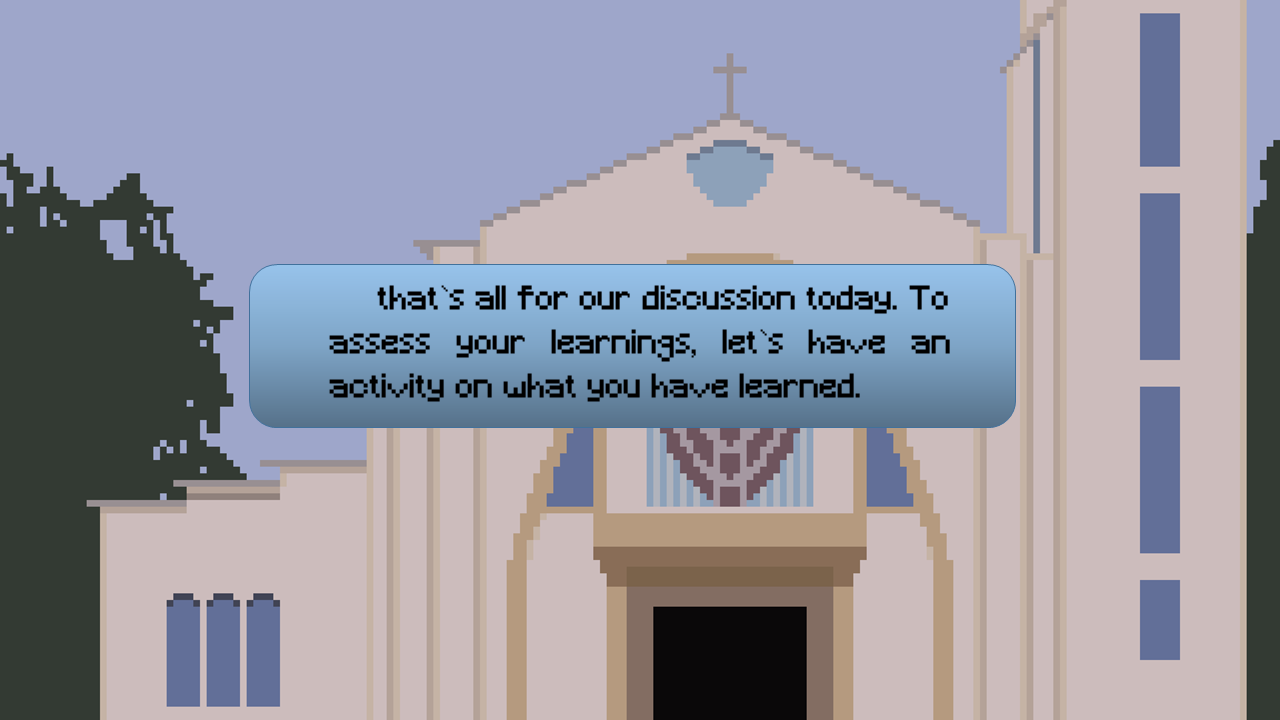 that`s all for our discussion today. To
assess your learnings, let`s have an
activity on what you have learned.